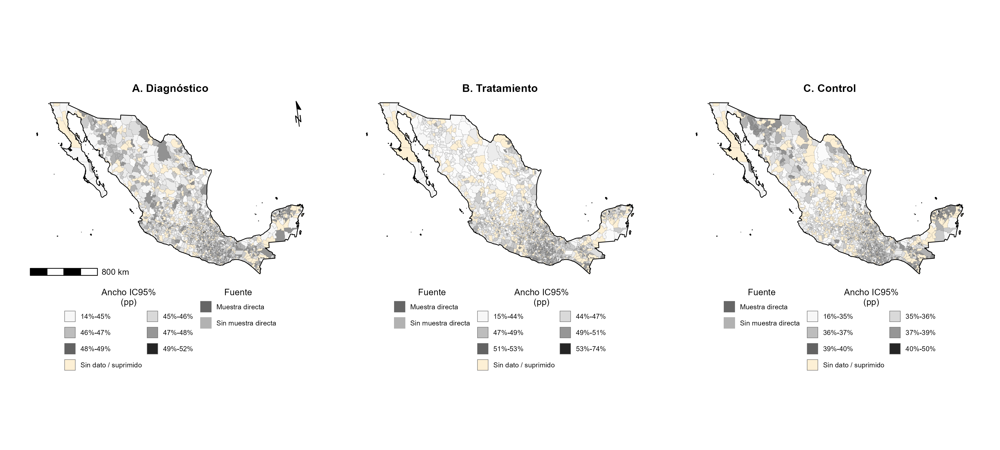 A. Diagnóstico
B. Tratamiento
C. Control
N
800 km
Ancho IC95%
(pp)
14%-45%
45%-46%
46%-47%
47%-48%
48%-49%
49%-52%
Sin dato / suprimido
Fuente
Muestra directa
Sin muestra directa
Fuente
Muestra directa
Sin muestra directa
Ancho IC95%
(pp)
15%-44%
44%-47%
47%-49%
49%-51%
51%-53%
53%-74%
Sin dato / suprimido
Fuente
Muestra directa
Sin muestra directa
Ancho IC95%
(pp)
16%-35%
35%-36%
36%-37%
37%-39%
39%-40%
40%-50%
Sin dato / suprimido